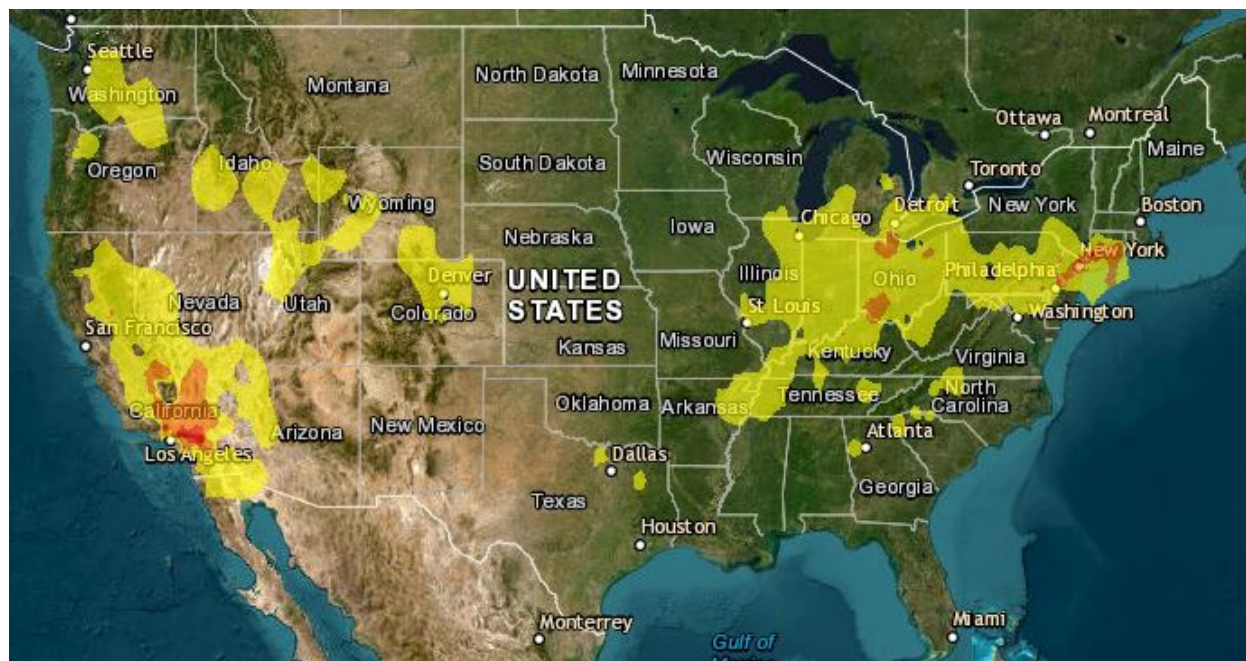 Seattle
Washington
Montana
North Dakota
Minnesota
Ottawa
Montreal
Maine
Oregon
Idaho
South Dakota
Wisconsin
Toronto
Wyoming
Chicago
Detroit
New York
Boston
Nebraska
Iowa
New York
Nevada
Utah
Denver
Colorado
UNITED
STATES
Illinois
Ohio
Philadelphia
San Francisco
St Louis
Washington
Kansas
Missouri
Kentucky
Virginia
California
Arizona
New Mexico
Oklahoma
Arkansas
Tennessee
North
Carolina
Los Angeles
Dallas
Atlanta
Texas
Georgia
Houston
Monterrey
Miami
Gulf of